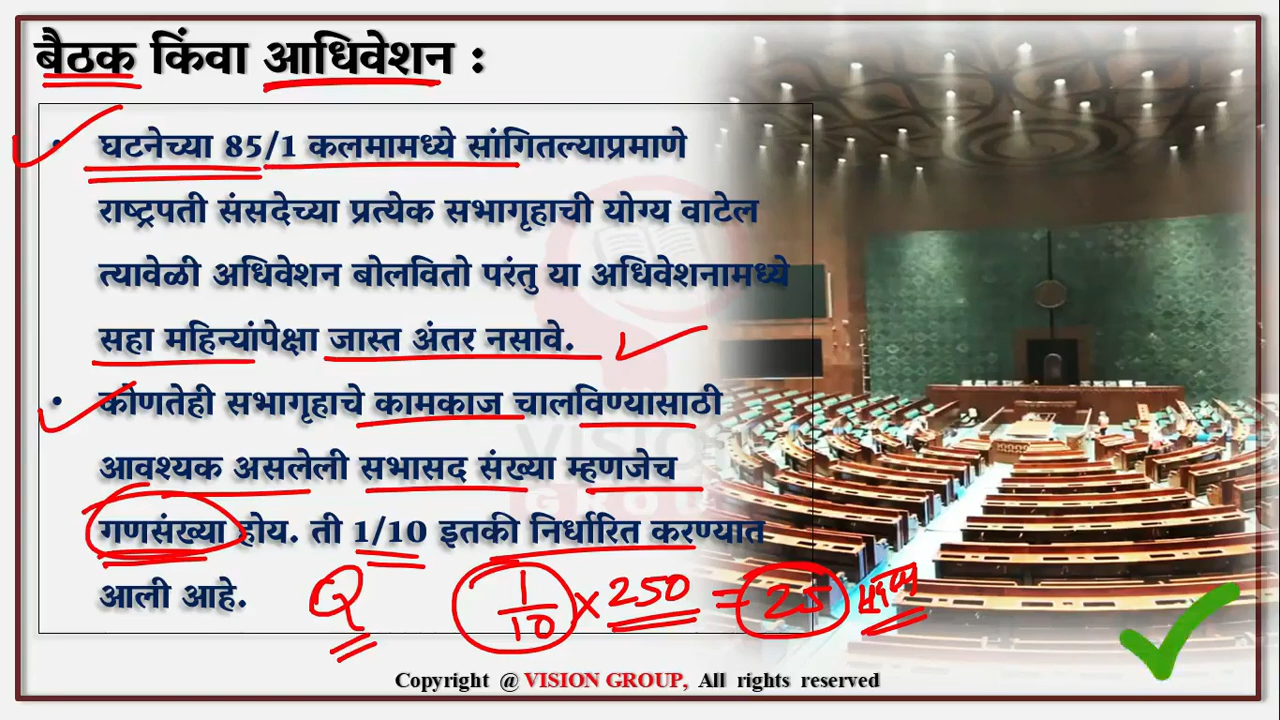 बैठक किंवा आधिवेशन :
• घटनेच्या 85/1 कलमामध्ये सांगितल्याप्रमाणे
राष्ट्रपती संसदेच्या प्रत्येक सभागृहाची योग्य वाटेल
त्यावेळी अधिवेशन बोलवितो परंतु या अधिवेशनामध्ये
सहा महिन्यांपेक्षा जास्त अंतर नसावे.
• कोणतेही सभागृहाचे कामकाज चालविण्यासाठी
आवश्यक असलेली सभासद संख्या म्हणजेच
गणसंख्या होय. ती 1/10 इतकी निर्धारित करण्यात
आली आहे.
Q 1/10 × 250 = 25
VISION
GROUP
Copyright @ VISION GROUP, All rights reserved